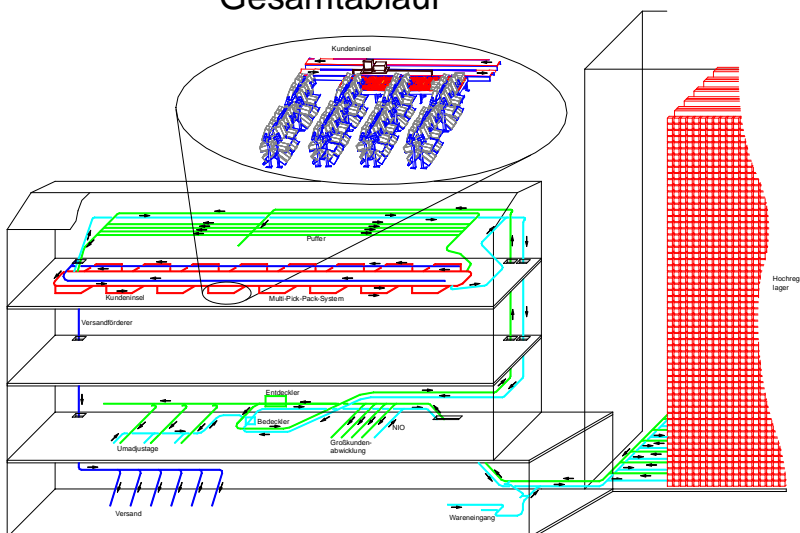 Gesamtablauf
Kundeninsel
Puffer
Hochreg
lager
Kundeninsel
Multi-Pick-Pack-System
Versandförderer
Entdeckler
Bedeckler
NIO
Umadjustage
Großkunden-
abwicklung
Versand
Wareneingang